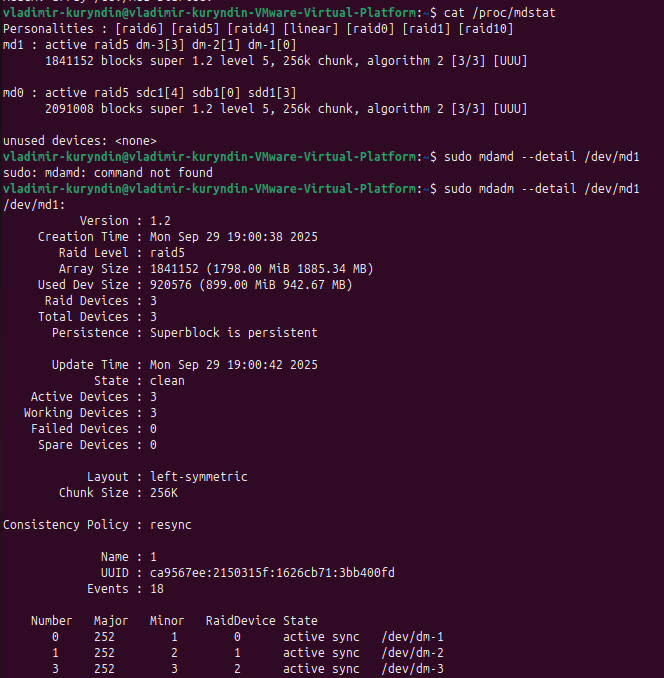 vladimir-kuryndin@vladimir-kuryndin-VMware-Virtual-Platform:~$ cat /proc/mdstat
Personalities : [raid6] [raid5] [raid4] [linear] [raid0] [raid1] [raid10]
md1 : active raid5 dm-3[3] dm-2[1] dm-1[0]
      1841152 blocks super 1.2 level 5, 256k chunk, algorithm 2 [3/3] [UUU]

md0 : active raid5 sdc1[4] sdb1[0] sdd1[3]
      2091008 blocks super 1.2 level 5, 256k chunk, algorithm 2 [3/3] [UUU]

unused devices: <none>
vladimir-kuryndin@vladimir-kuryndin-VMware-Virtual-Platform:~$ sudo mdamd --detail /dev/md1
sudo: mdamd: command not found
vladimir-kuryndin@vladimir-kuryndin-VMware-Virtual-Platform:~$ sudo mdadm --detail /dev/md1
/dev/md1:
           Version : 1.2
     Creation Time : Mon Sep 29 19:00:38 2025
        Raid Level : raid5
        Array Size : 1841152 (1798.00 MiB 1885.34 MB)
     Used Dev Size : 920576 (899.00 MiB 942.67 MB)
      Raid Devices : 3
     Total Devices : 3
       Persistence : Superblock is persistent

       Update Time : Mon Sep 29 19:00:42 2025
             State : clean
    Active Devices : 3
   Working Devices : 3
    Failed Devices : 0
     Spare Devices : 0

            Layout : left-symmetric
        Chunk Size : 256K

Consistency Policy : resync

              Name : 1
              UUID : ca9567ee:2150315f:1626cb71:3bb400fd
            Events : 18

    Number   Major   Minor   RaidDevice State
       0     252        1        0      active sync   /dev/dm-1
       1     252        2        1      active sync   /dev/dm-2
       3     252        3        2      active sync   /dev/dm-3